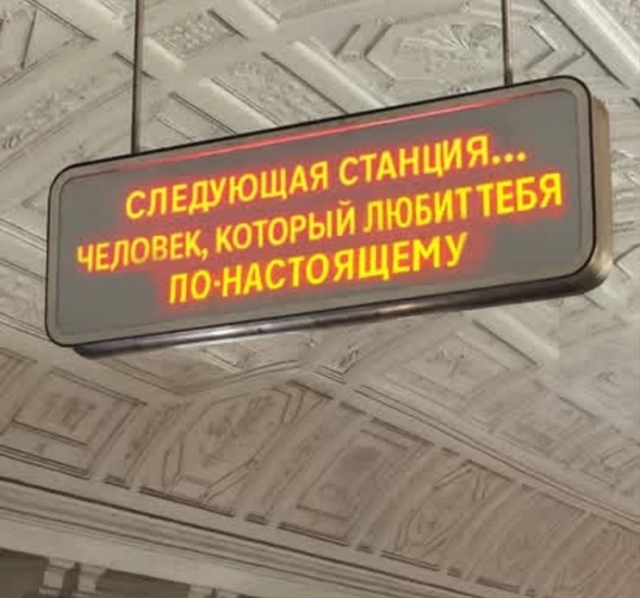 СЛЕДУЮЩАЯ СТАНЦИЯ...
ЧЕЛОВЕК, КОТОРЫЙ ЛЮБИТ ТЕБЯ
ПО-НАСТОЯЩЕМУ